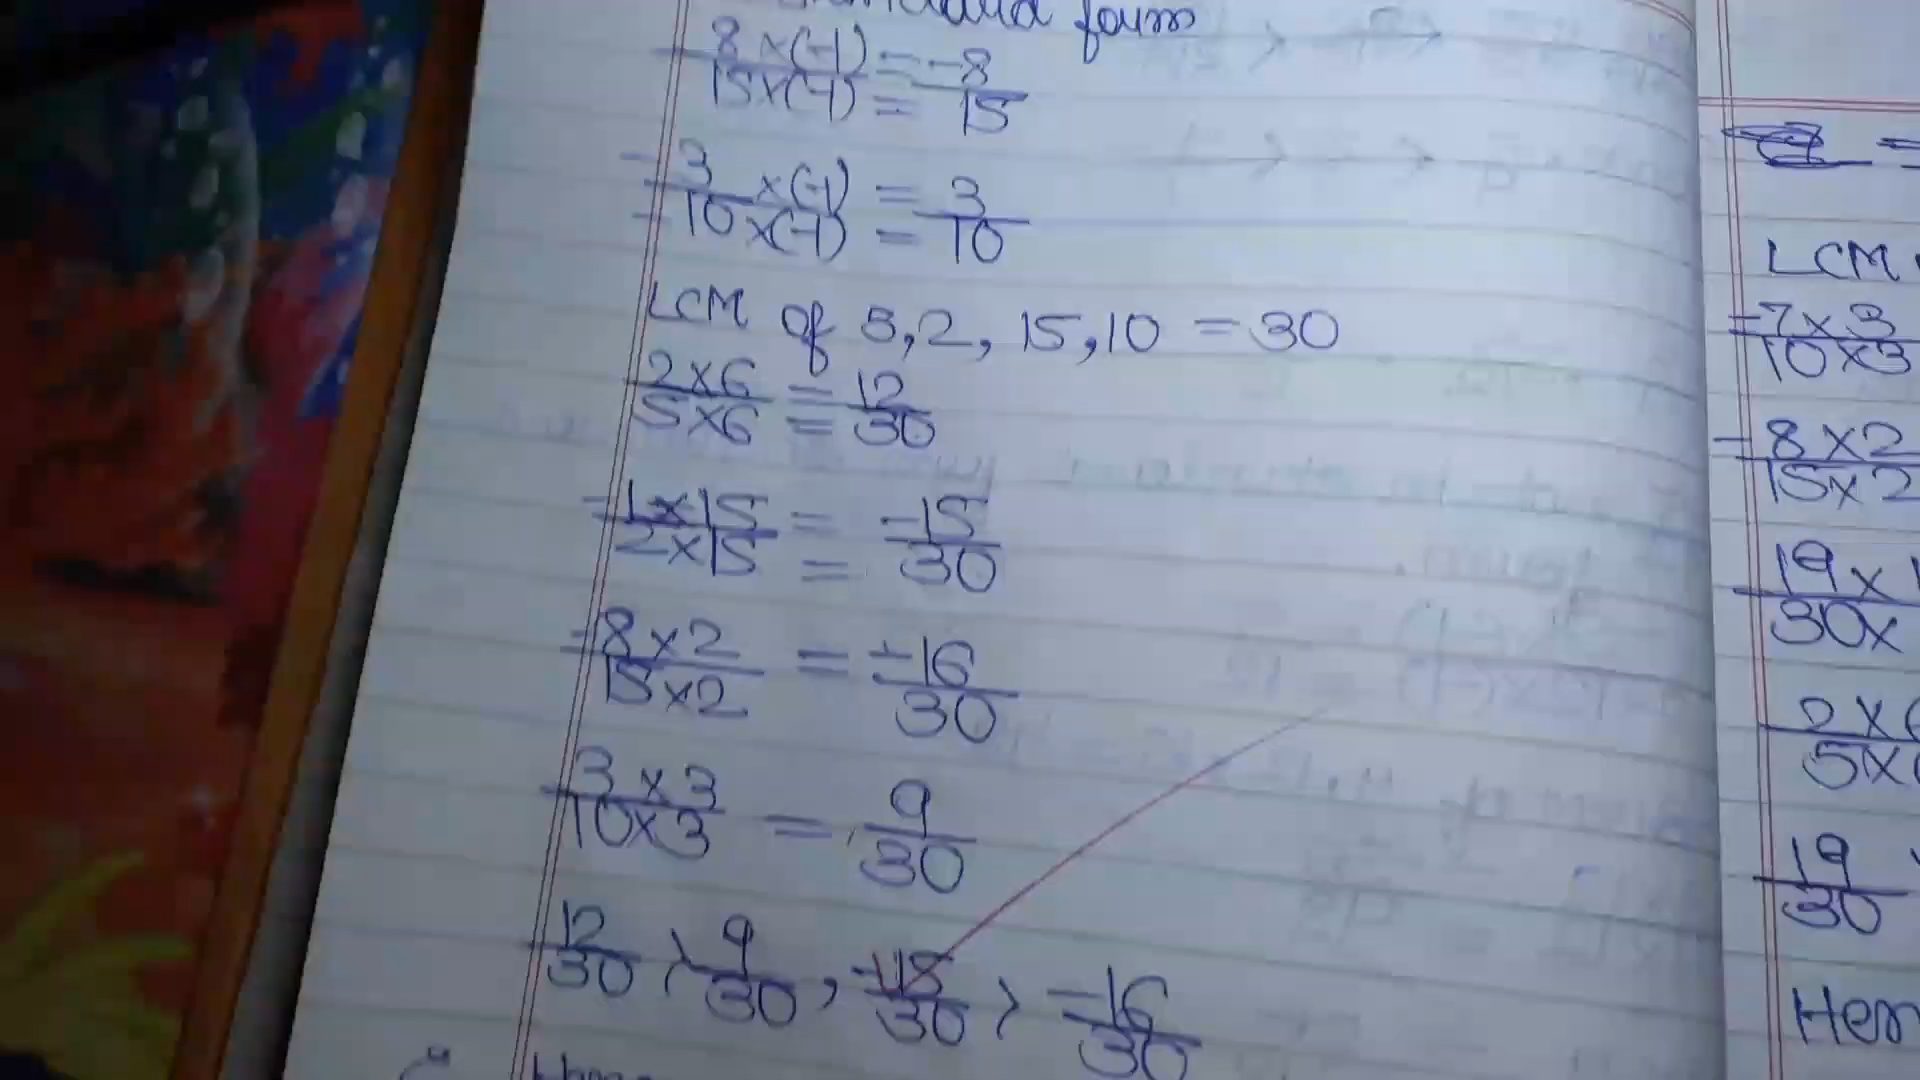 form
8×(-1) = -8
15×(-1) = 15
-3 ×(-1) = 3
-10 ×(-1) = 10
LCM of 5,2, 15,10 = 30
2×6 = 12
5×6 = 30
-1×15 = -15
2×15 = 30
-8×2 = -16
15×2 30
3×3 = 9
10×3 30
12 > 9 , -15 > -16
30 30 30 30
LCM
-7×3
10×3
-8×2
15×2
19×
30×
2×
5×
19
30